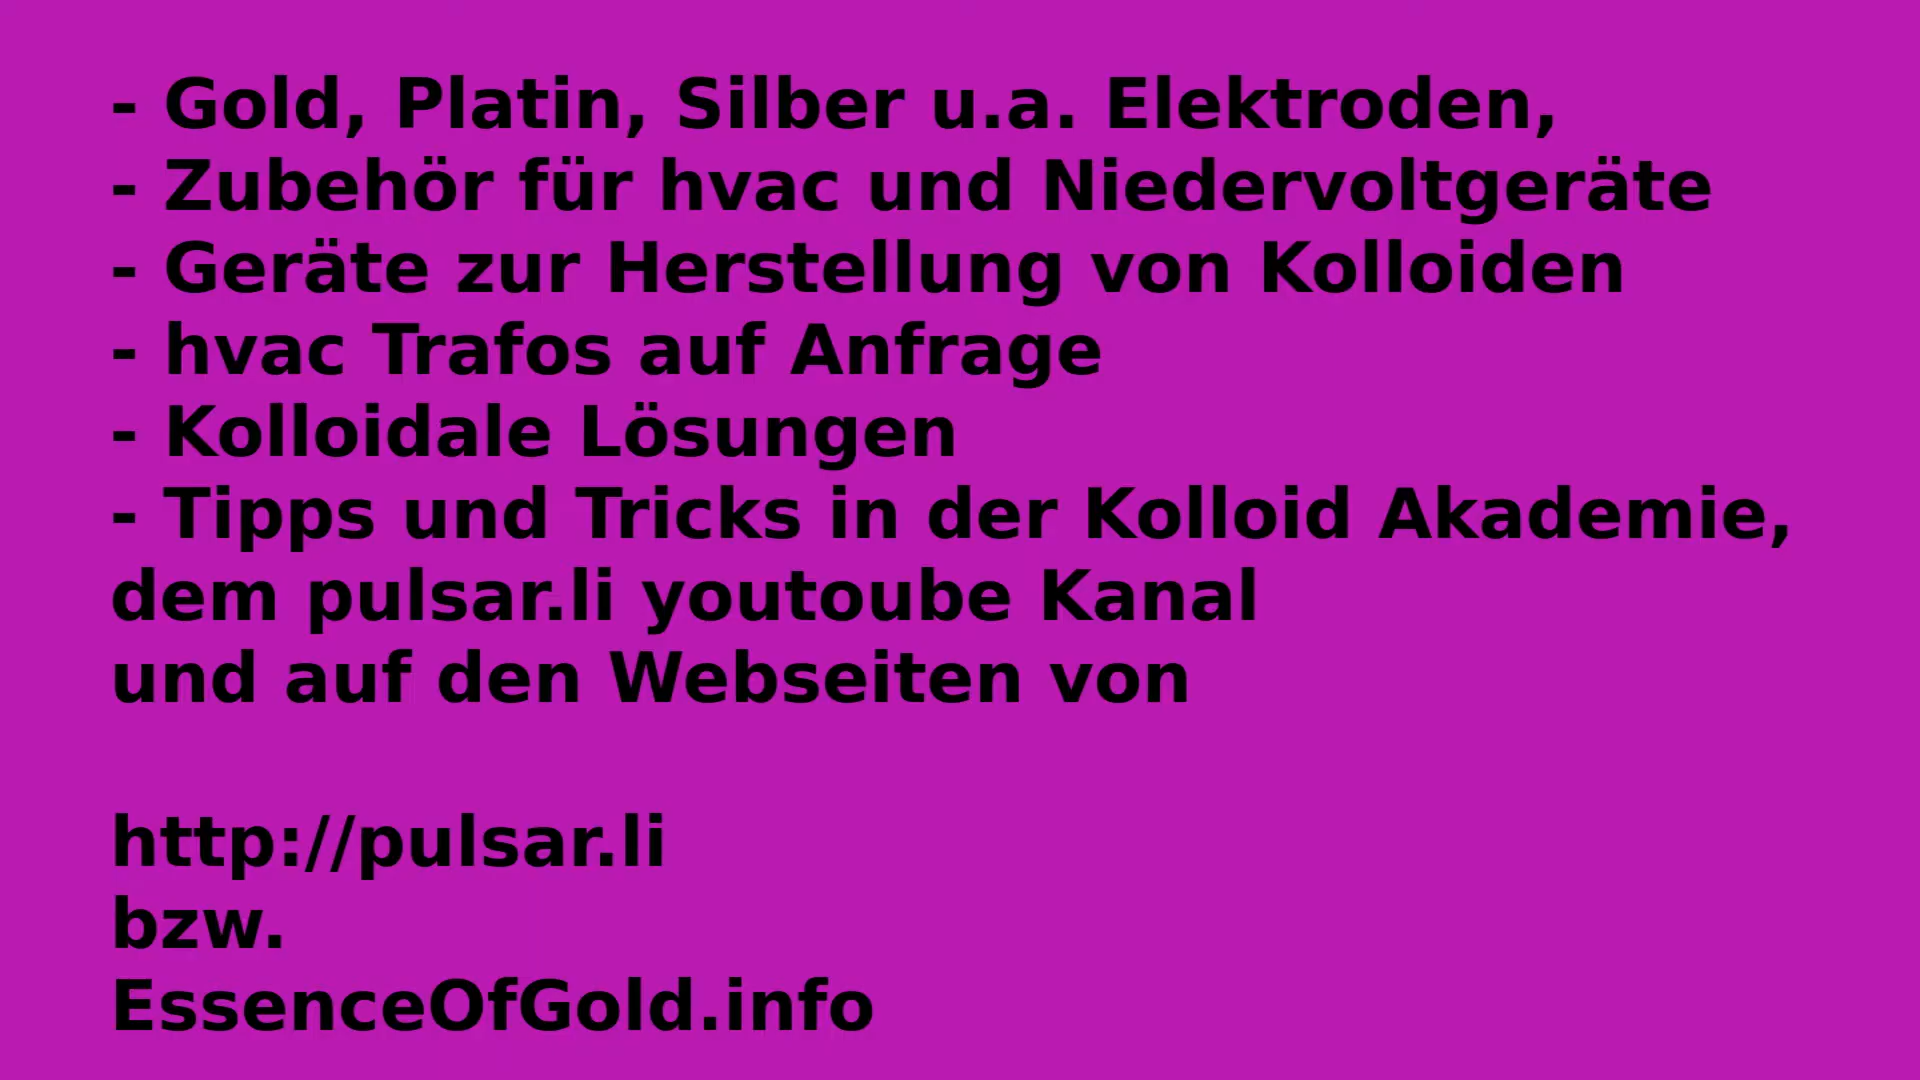 - Gold, Platin, Silber u.a. Elektroden,
- Zubehör für hvac und Niedervoltgeräte
- Geräte zur Herstellung von Kolloiden
- hvac Trafos auf Anfrage
- Kolloidale Lösungen
- Tipps und Tricks in der Kolloid Akademie,
dem pulsar.li youtoube Kanal
und auf den Webseiten von
http://pulsar.li
bzw.
EssenceOfGold.info